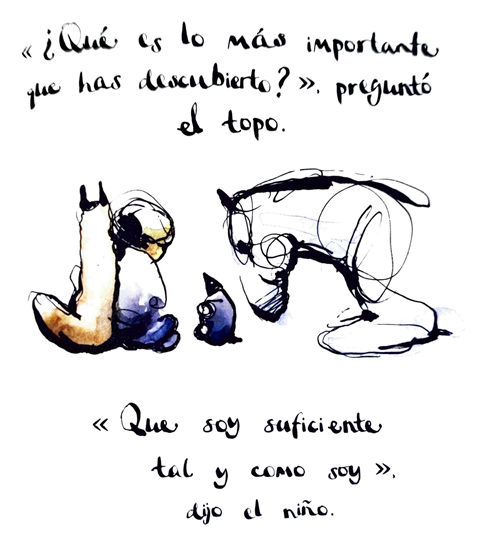 « ¿Qué es lo más importante
que has descubierto? », preguntó
el topo.
« Que soy suficiente
tal y como soy »,
dijo el niño.